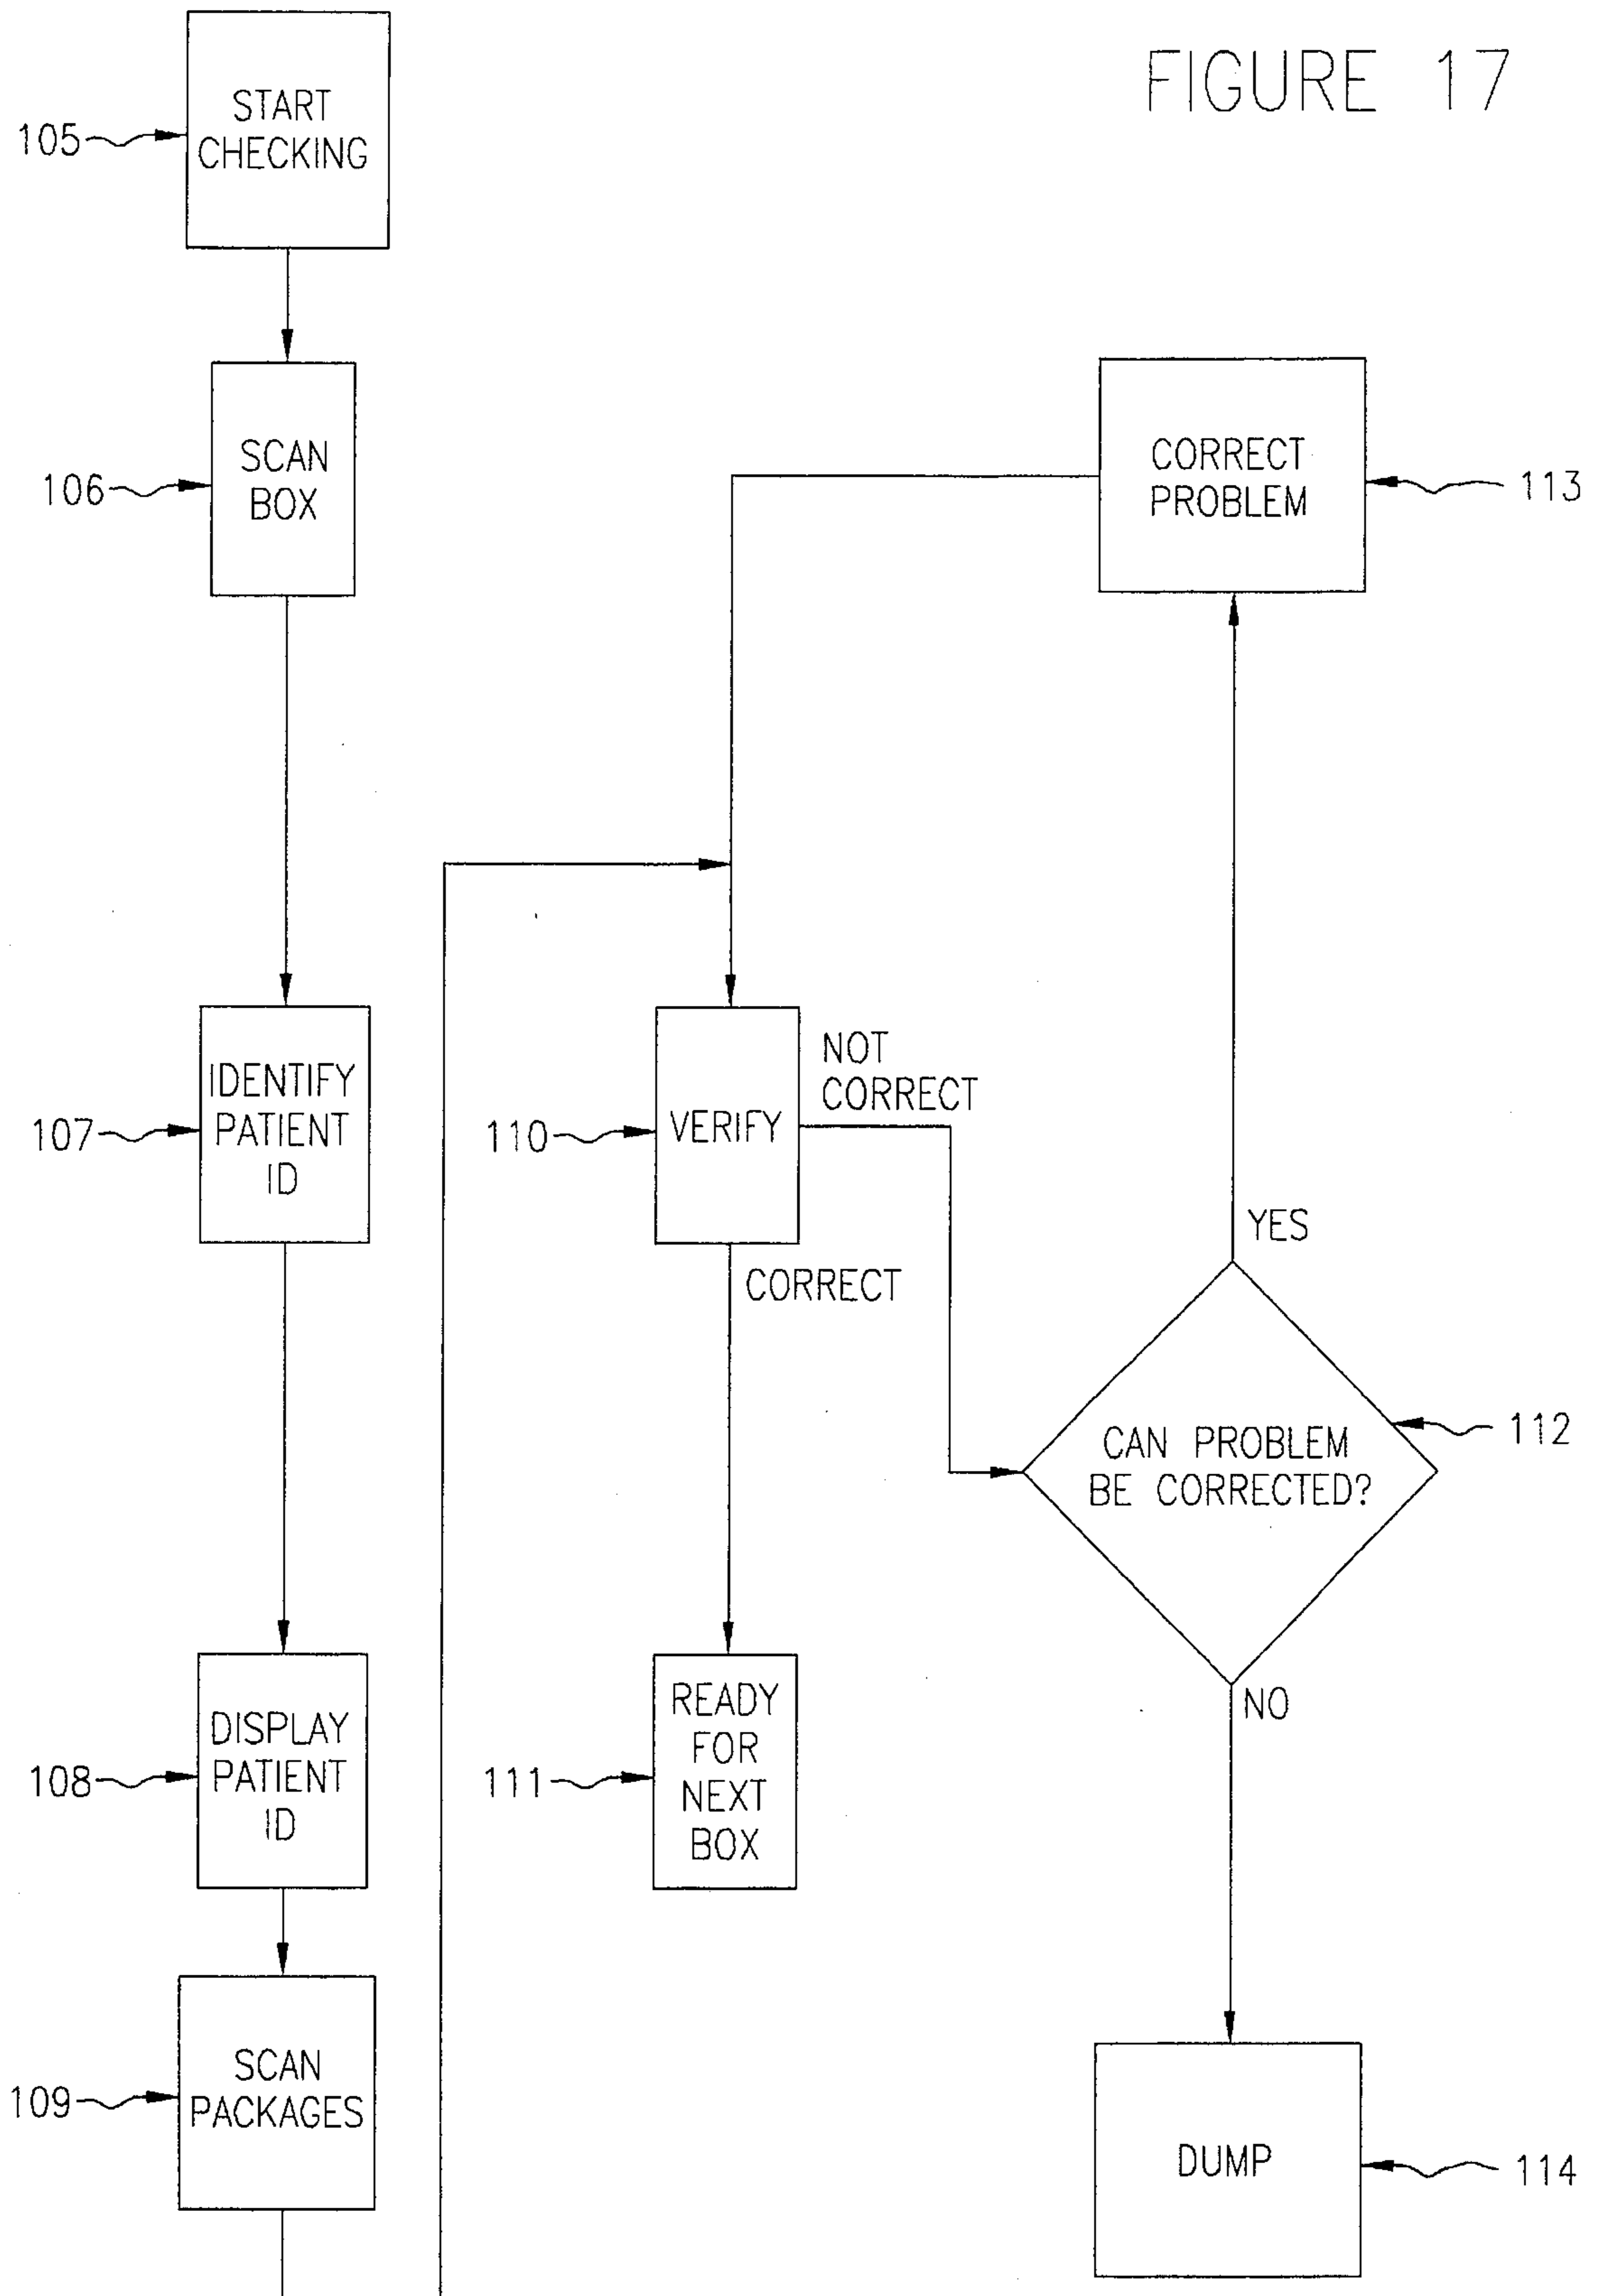 FIGURE 17
START
CHECKING
105
SCAN
BOX
106
IDENTIFY
PATIENT
ID
107
DISPLAY
PATIENT
ID
108
SCAN
PACKAGES
109
VERIFY
110
NOT
CORRECT
CORRECT
READY
FOR
NEXT
BOX
111
CORRECT
PROBLEM
113
YES
CAN PROBLEM
BE CORRECTED?
112
NO
DUMP
114